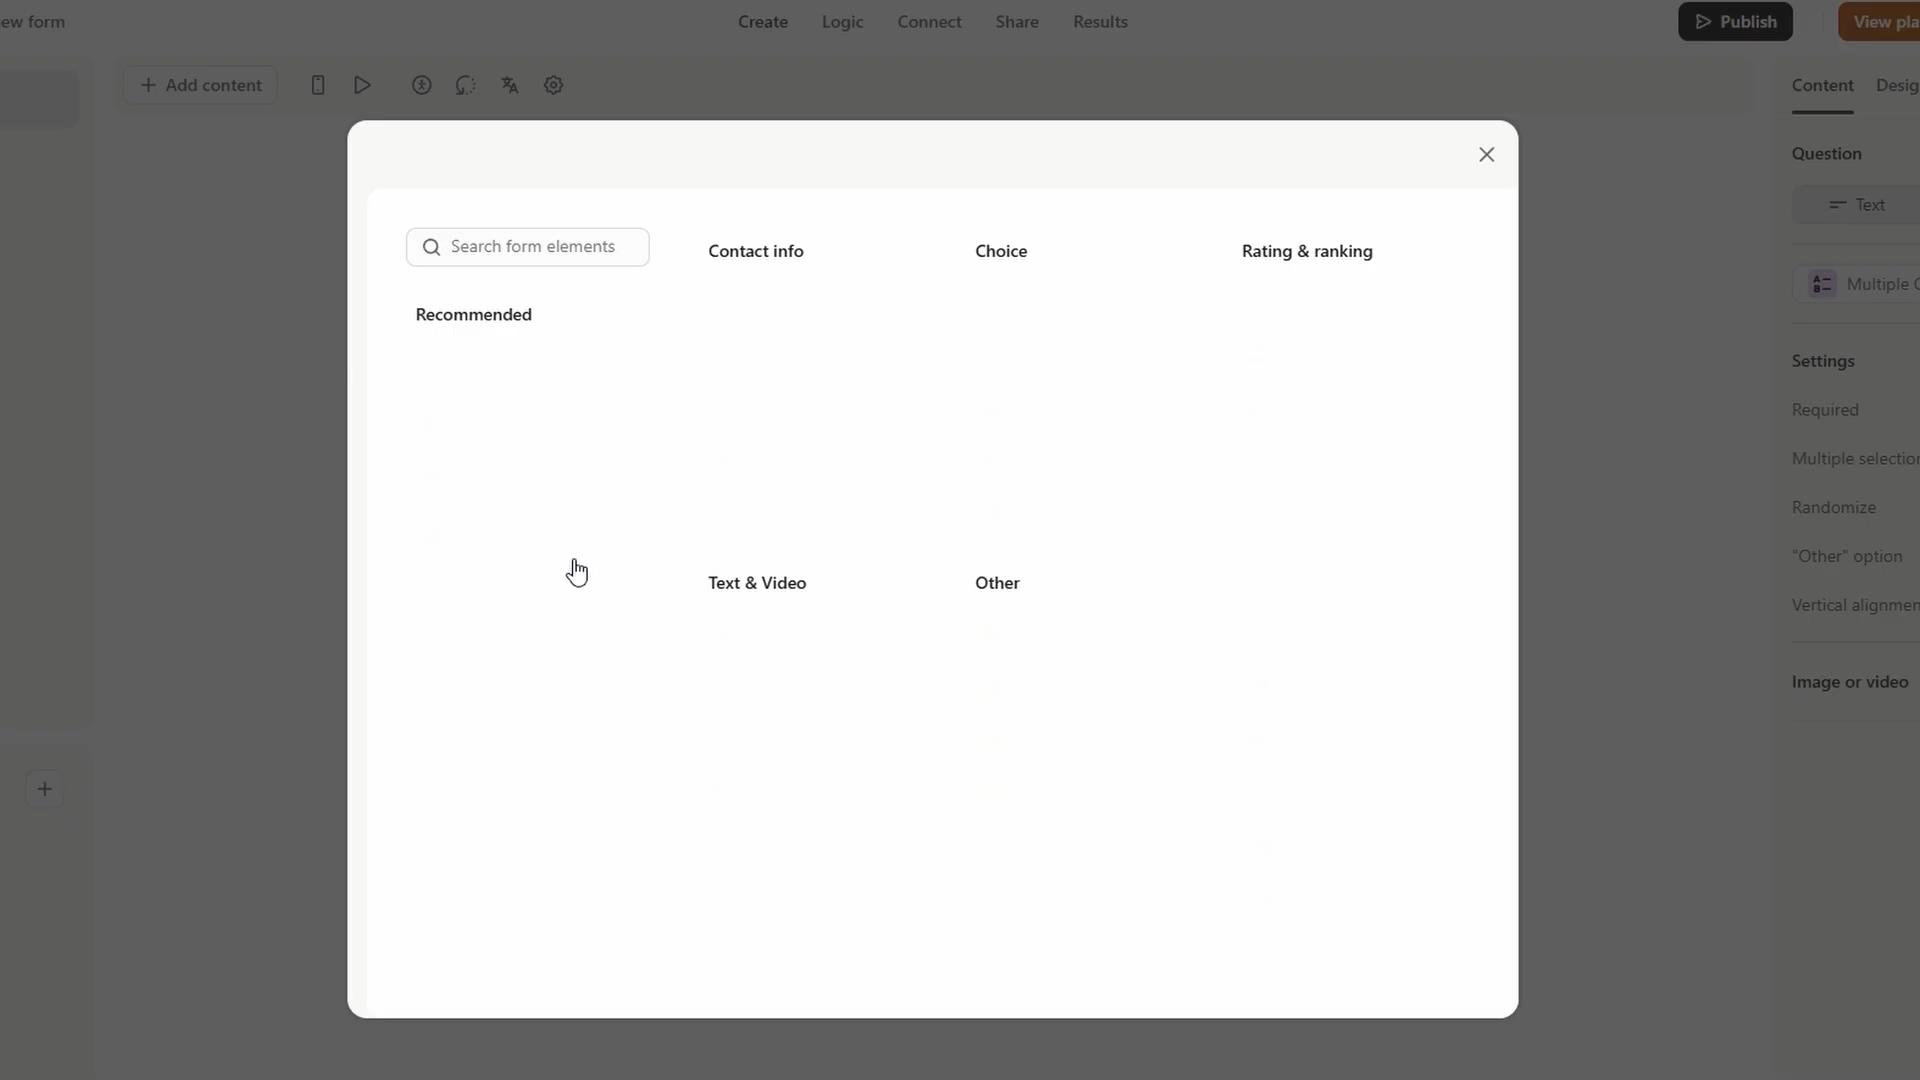 ew form
Create
Logic
Connect
Share
Results
Publish
View pla
Add content
Content
Desig
Question
Text
Multiple C
Settings
Required
Multiple selection
Randomize
"Other" option
Vertical alignmen
Image or video
Search form elements
Recommended
Contact info
Choice
Rating & ranking
Text & Video
Other